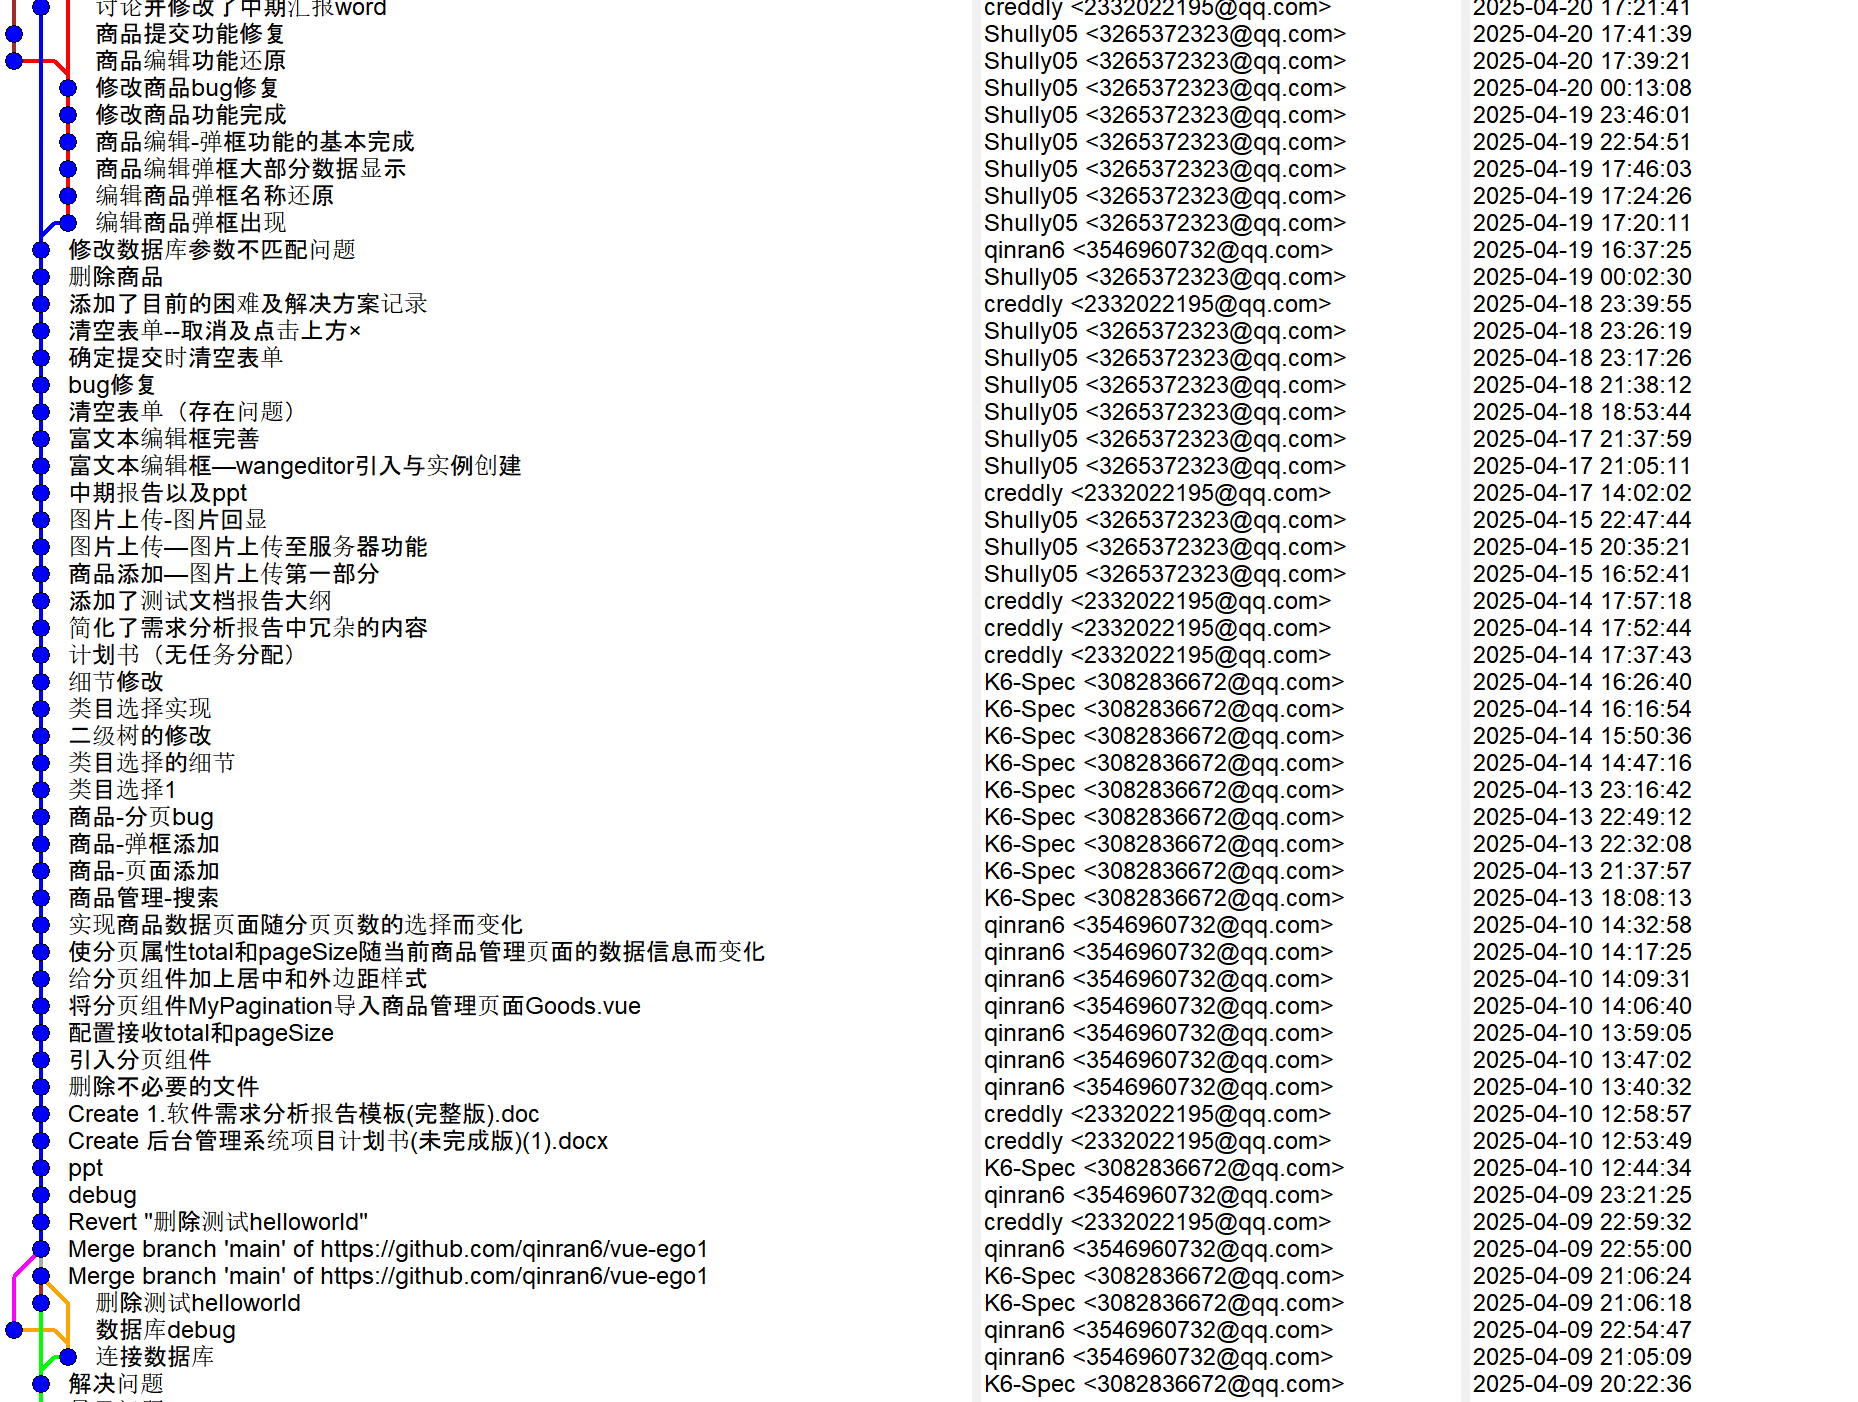 讨论并修改了中期汇报word creddly <2332022195@qq.com> 2025-04-20 17:21:41
商品提交功能修复 Shully05 <3265372323@qq.com> 2025-04-20 17:41:39
商品编辑功能还原 Shully05 <3265372323@qq.com> 2025-04-20 17:39:21
修改商品bug修复 Shully05 <3265372323@qq.com> 2025-04-20 00:13:08
修改商品功能完成 Shully05 <3265372323@qq.com> 2025-04-19 23:46:01
商品编辑-弹框功能的基本完成 Shully05 <3265372323@qq.com> 2025-04-19 22:54:51
商品编辑弹框大部分数据显示 Shully05 <3265372323@qq.com> 2025-04-19 17:46:03
编辑商品弹框名称还原 Shully05 <3265372323@qq.com> 2025-04-19 17:24:26
编辑商品弹框出现 Shully05 <3265372323@qq.com> 2025-04-19 17:20:11
修改数据库参数不匹配问题 qinran6 <3546960732@qq.com> 2025-04-19 16:37:25
删除商品 Shully05 <3265372323@qq.com> 2025-04-19 00:02:30
添加了目前的困难及解决方案记录 creddly <2332022195@qq.com> 2025-04-18 23:39:55
清空表单--取消及点击上方× Shully05 <3265372323@qq.com> 2025-04-18 23:26:19
确定提交时清空表单 Shully05 <3265372323@qq.com> 2025-04-18 23:17:26
bug修复 Shully05 <3265372323@qq.com> 2025-04-18 21:38:12
清空表单（存在问题） Shully05 <3265372323@qq.com> 2025-04-18 18:53:44
富文本编辑框完善 Shully05 <3265372323@qq.com> 2025-04-17 21:37:59
富文本编辑框—wangeditor引入与实例创建 Shully05 <3265372323@qq.com> 2025-04-17 21:05:11
中期报告以及ppt creddly <2332022195@qq.com> 2025-04-17 14:02:02
图片上传-图片回显 Shully05 <3265372323@qq.com> 2025-04-15 22:47:44
图片上传—图片上传至服务器功能 Shully05 <3265372323@qq.com> 2025-04-15 20:35:21
商品添加—图片上传第一部分 Shully05 <3265372323@qq.com> 2025-04-15 16:52:41
添加了测试文档报告大纲 creddly <2332022195@qq.com> 2025-04-14 17:57:18
简化了需求分析报告中冗杂的内容 creddly <2332022195@qq.com> 2025-04-14 17:52:44
计划书（无任务分配） creddly <2332022195@qq.com> 2025-04-14 17:37:43
细节修改 K6-Spec <3082836672@qq.com> 2025-04-14 16:26:40
类目选择实现 K6-Spec <3082836672@qq.com> 2025-04-14 16:16:54
二级树的修改 K6-Spec <3082836672@qq.com> 2025-04-14 15:50:36
类目选择的细节 K6-Spec <3082836672@qq.com> 2025-04-14 14:47:16
类目选择1 K6-Spec <3082836672@qq.com> 2025-04-13 23:16:42
商品-分页bug K6-Spec <3082836672@qq.com> 2025-04-13 22:49:12
商品-弹框添加 K6-Spec <3082836672@qq.com> 2025-04-13 22:32:08
商品-页面添加 K6-Spec <3082836672@qq.com> 2025-04-13 21:37:57
商品管理-搜索 K6-Spec <3082836672@qq.com> 2025-04-13 18:08:13
实现商品数据页面随分页页数的选择而变化 qinran6 <3546960732@qq.com> 2025-04-10 14:32:58
使分页属性total和pageSize随当前商品管理页面的数据信息而变化 qinran6 <3546960732@qq.com> 2025-04-10 14:17:25
给分页组件加上居中和外边距样式 qinran6 <3546960732@qq.com> 2025-04-10 14:09:31
将分页组件MyPagination导入商品管理页面Goods.vue qinran6 <3546960732@qq.com> 2025-04-10 14:06:40
配置接收total和pageSize qinran6 <3546960732@qq.com> 2025-04-10 13:59:05
引入分页组件 qinran6 <3546960732@qq.com> 2025-04-10 13:47:02
删除不必要的文件 qinran6 <3546960732@qq.com> 2025-04-10 13:40:32
Create 1.软件需求分析报告模板(完整版).doc creddly <2332022195@qq.com> 2025-04-10 12:58:57
Create 后台管理系统项目计划书(未完成版)(1).docx creddly <2332022195@qq.com> 2025-04-10 12:53:49
ppt K6-Spec <3082836672@qq.com> 2025-04-10 12:44:34
debug qinran6 <3546960732@qq.com> 2025-04-09 23:21:25
Revert "删除测试helloworld" creddly <2332022195@qq.com> 2025-04-09 22:59:32
Merge branch 'main' of https://github.com/qinran6/vue-ego1 qinran6 <3546960732@qq.com> 2025-04-09 22:55:00
Merge branch 'main' of https://github.com/qinran6/vue-ego1 K6-Spec <3082836672@qq.com> 2025-04-09 21:06:24
删除测试helloworld K6-Spec <3082836672@qq.com> 2025-04-09 21:06:18
数据库debug qinran6 <3546960732@qq.com> 2025-04-09 22:54:47
连接数据库 qinran6 <3546960732@qq.com> 2025-04-09 21:05:09
解决问题 K6-Spec <3082836672@qq.com> 2025-04-09 20:22:36